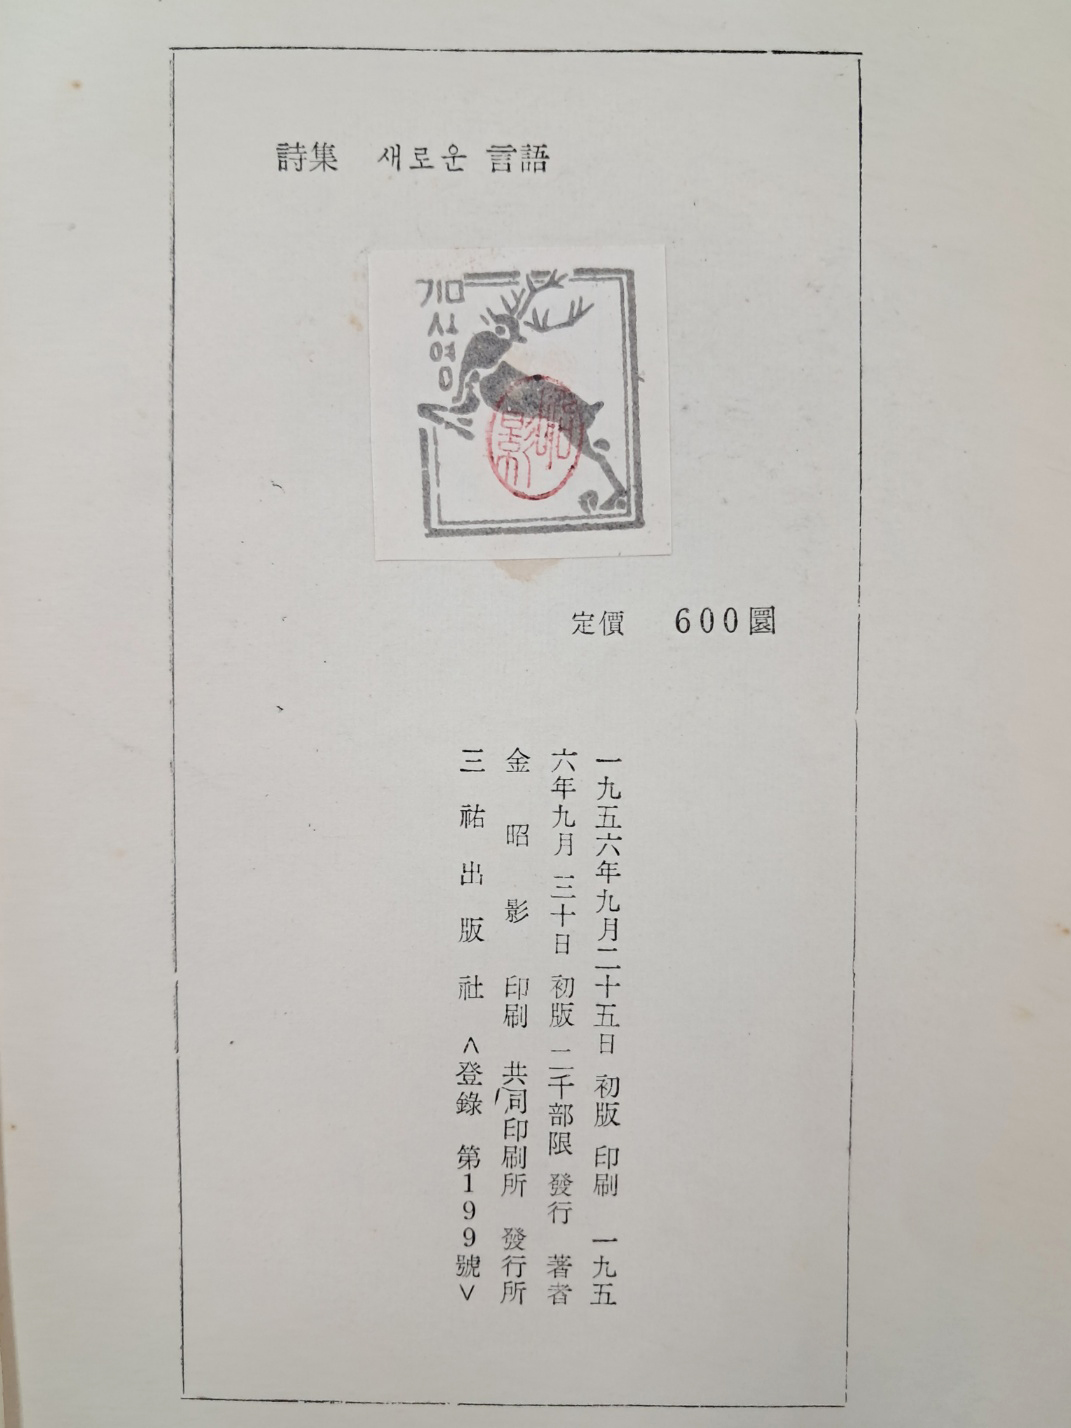 詩集 새로운 言語
김
소
영
昭影
定價 600圜
一九五六年九月二十五日 初版 印刷 一九五
六年九月 三十日 初版 二千部限 發行 著者
金昭影 印刷 共同印刷所 發行所
三祐出版社 <登錄 第199號>